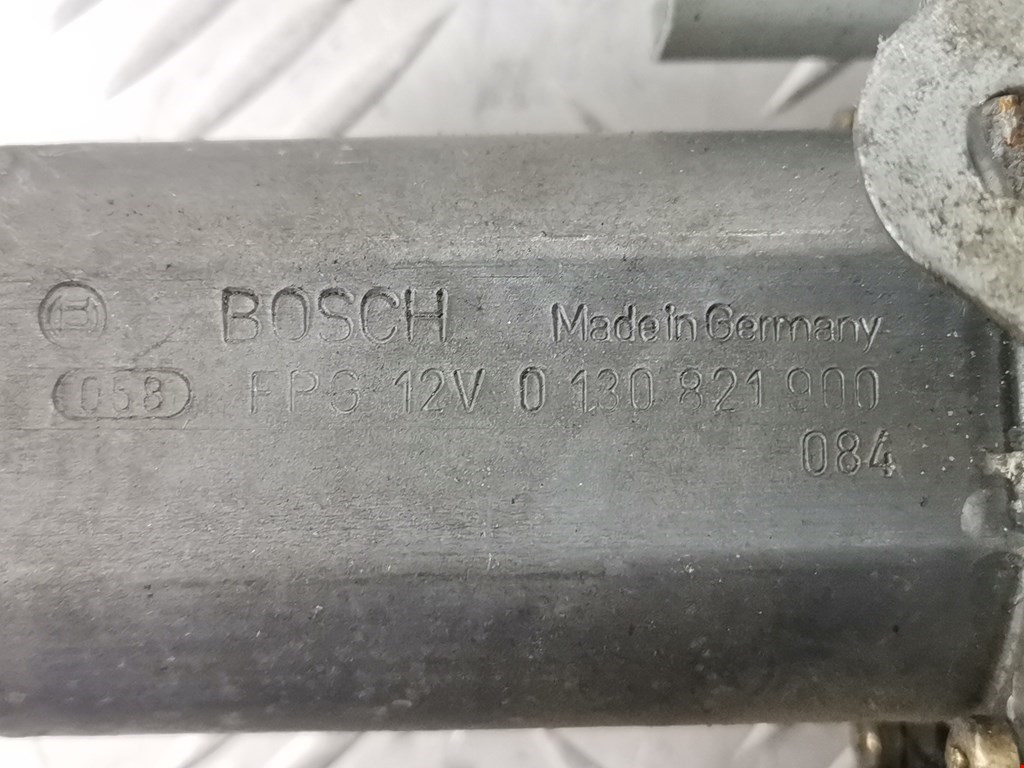 BOSCH Made in Germany
058 FPG 12V 0 130 821 900
084